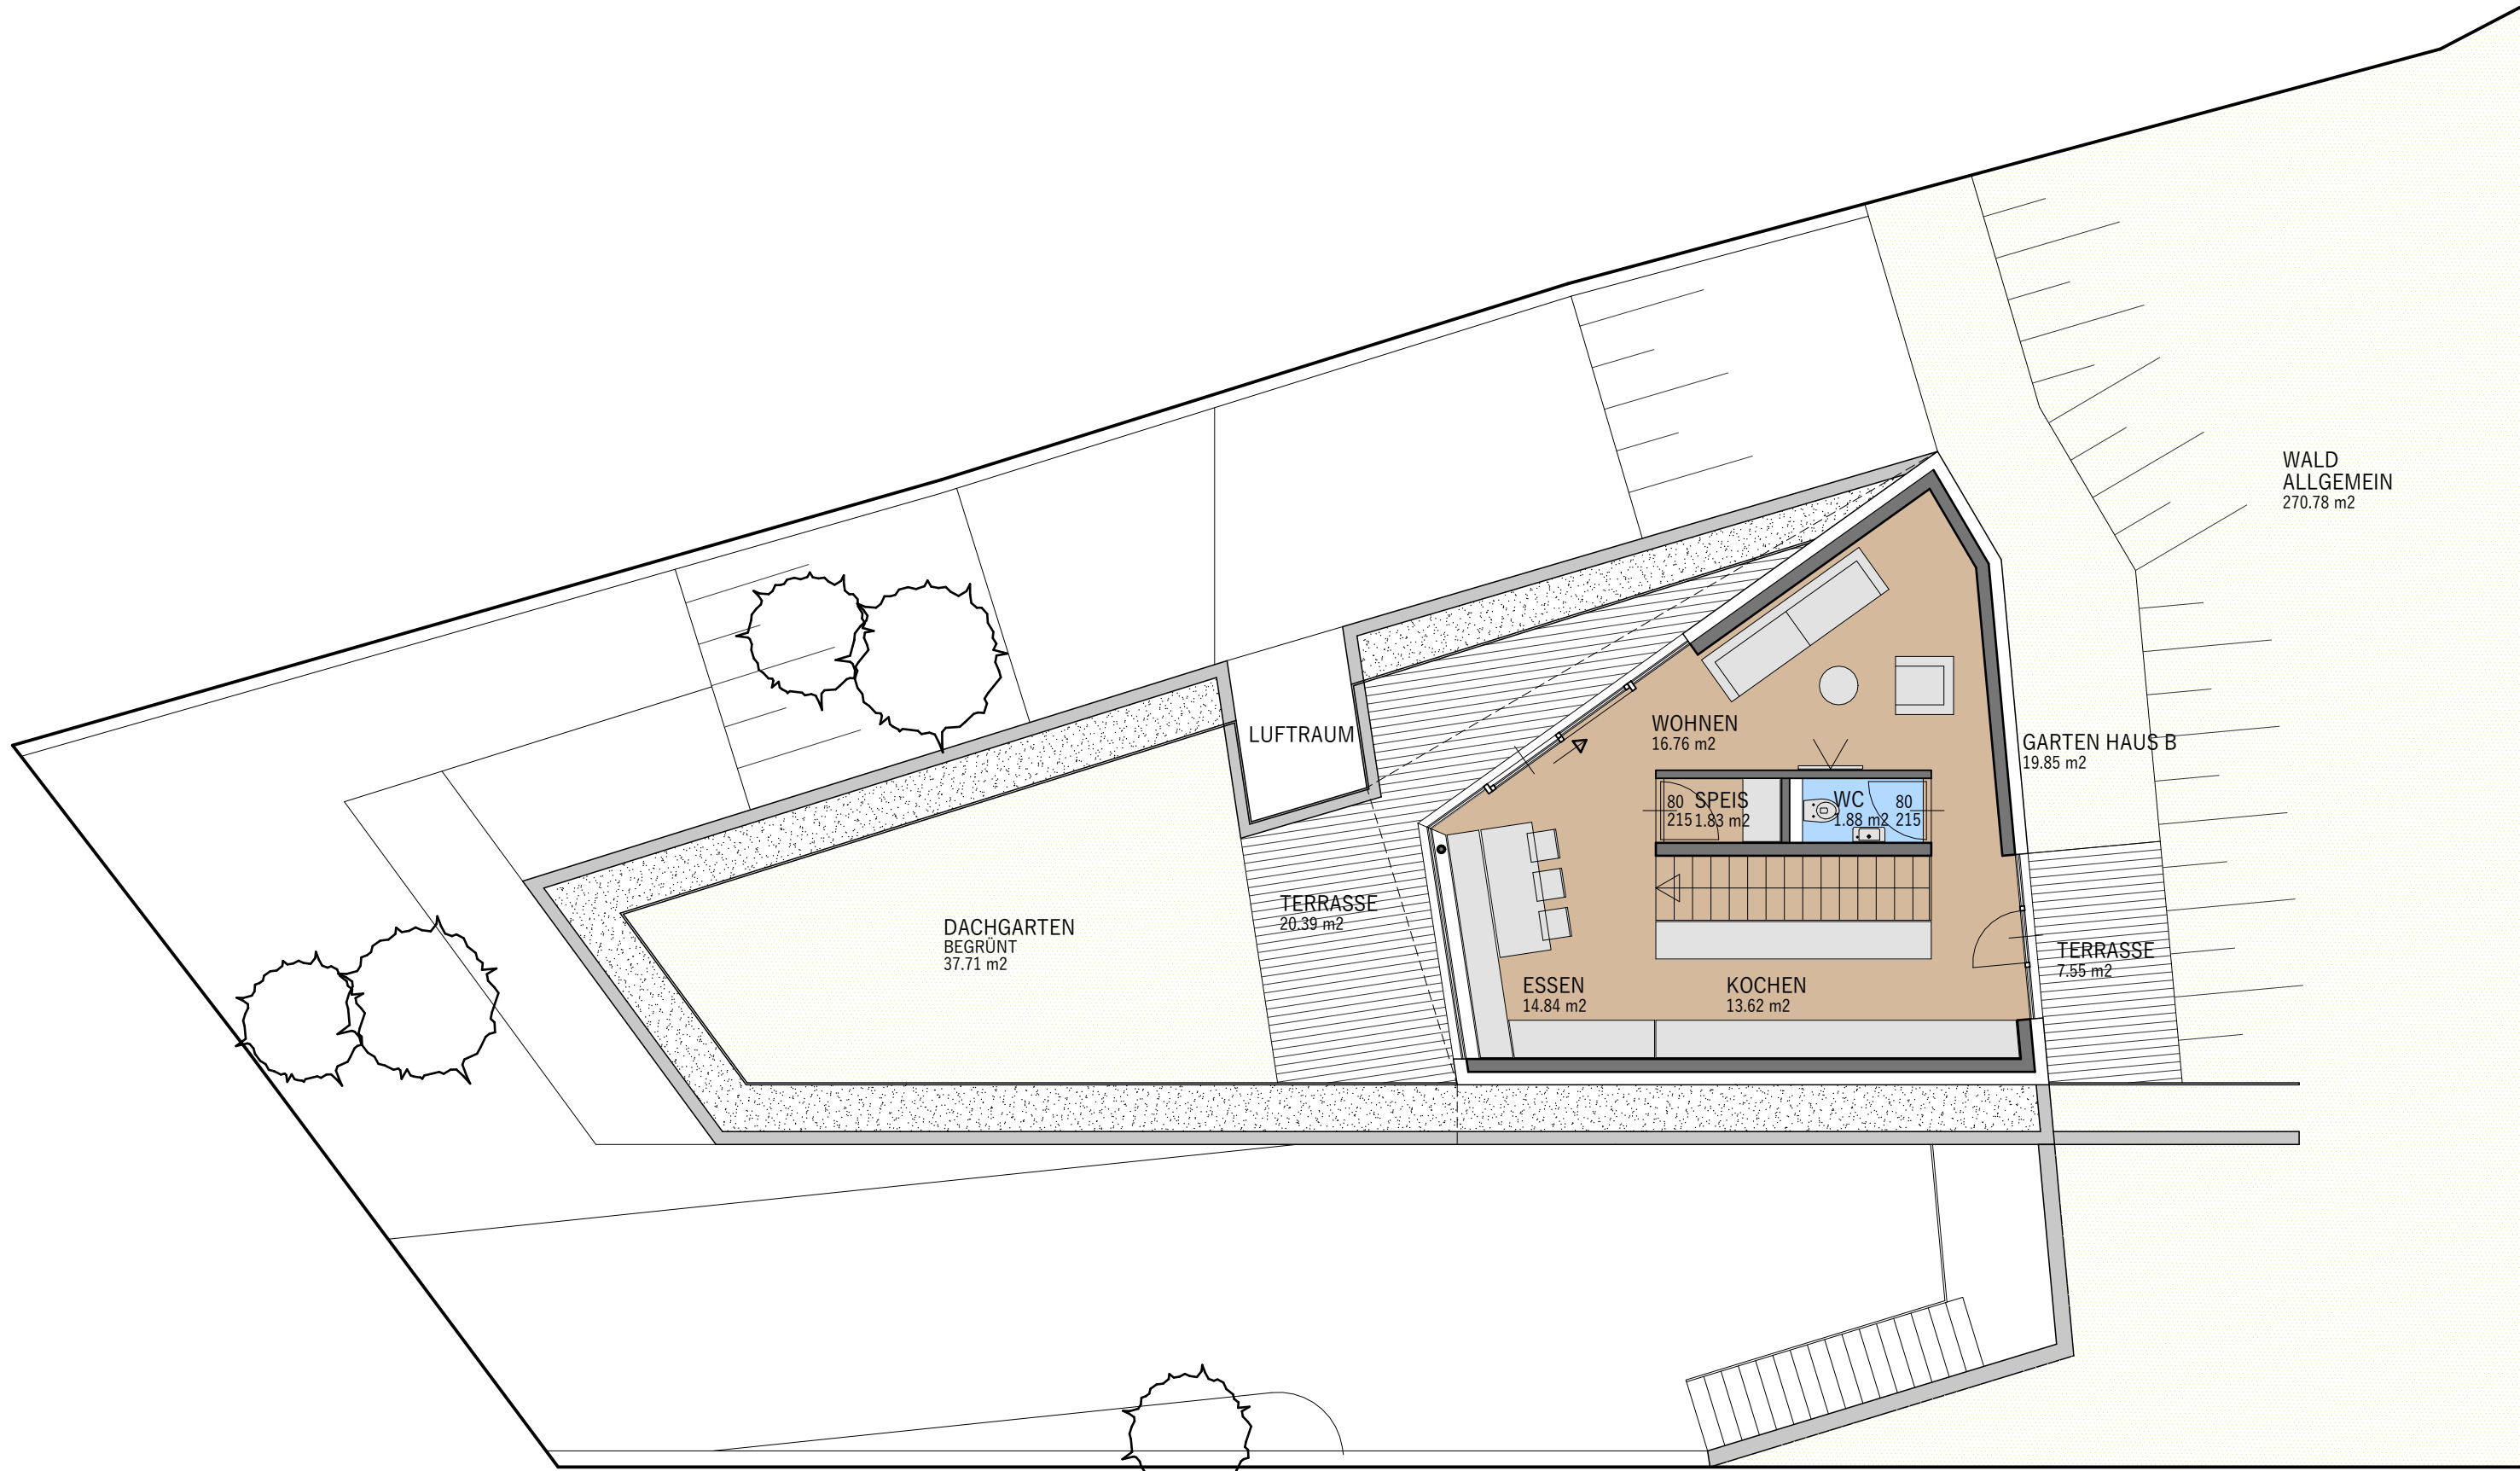 WALD
ALLGEMEIN
270.78 m2
LUFTRAUM
WOHNEN
16.76 m2
GARTEN HAUS B
19.85 m2
80
215
SPEIS
1.83 m2
WC
1.88 m2
80
215
TERRASSE
20.39 m2
DACHGARTEN
BEGRÜNT
37.71 m2
TERRASSE
7.55 m2
ESSEN
14.84 m2
KOCHEN
13.62 m2